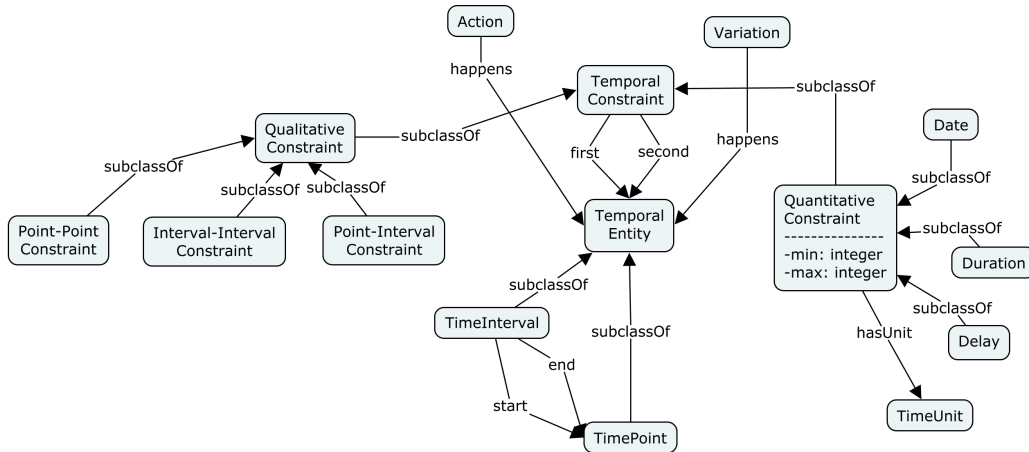 Action
Variation
happens
Temporal
Constraint
subclassOf
Qualitative
Constraint
subclassOf
Date
first
second
happens
subclassOf
subclassOf
subclassOf
subclassOf
Quantitative
Constraint
---------------
-min: integer
-max: integer
Point-Point
Constraint
Interval-Interval
Constraint
Point-Interval
Constraint
Temporal
Entity
subclassOf
Duration
subclassOf
TimeInterval
subclassOf
subclassOf
hasUnit
Delay
end
start
TimePoint
TimeUnit